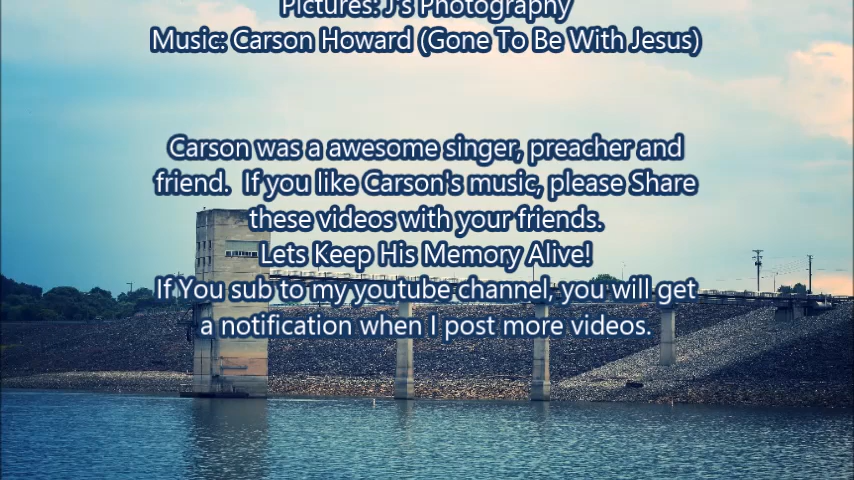 Pictures: J's Photography
Music: Carson Howard (Gone To Be With Jesus)
Carson was a awesome singer, preacher and
friend. If you like Carson's music, please Share
these videos with your friends.
Lets Keep His Memory Alive!
If You sub to my youtube channel, you will get
a notification when I post more videos.